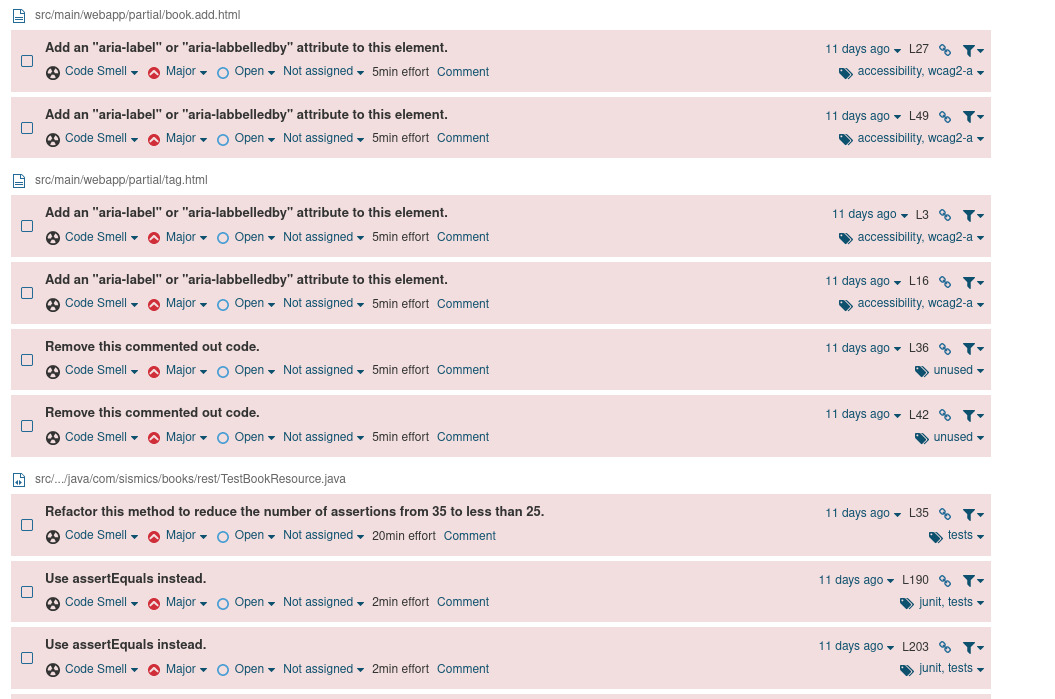 src/main/webapp/partial/book.add.html
Add an "aria-label" or "aria-labbelledby" attribute to this element. 11 days ago L27
Code Smell Major Open Not assigned 5min effort Comment accessibility, wcag2-a
Add an "aria-label" or "aria-labbelledby" attribute to this element. 11 days ago L49
Code Smell Major Open Not assigned 5min effort Comment accessibility, wcag2-a
src/main/webapp/partial/tag.html
Add an "aria-label" or "aria-labbelledby" attribute to this element. 11 days ago L3
Code Smell Major Open Not assigned 5min effort Comment accessibility, wcag2-a
Add an "aria-label" or "aria-labbelledby" attribute to this element. 11 days ago L16
Code Smell Major Open Not assigned 5min effort Comment accessibility, wcag2-a
Remove this commented out code. 11 days ago L36
Code Smell Major Open Not assigned 5min effort Comment unused
Remove this commented out code. 11 days ago L42
Code Smell Major Open Not assigned 5min effort Comment unused
src/.../java/com/sismics/books/rest/TestBookResource.java
Refactor this method to reduce the number of assertions from 35 to less than 25. 11 days ago L35
Code Smell Major Open Not assigned 20min effort Comment tests
Use assertEquals instead. 11 days ago L190
Code Smell Major Open Not assigned 2min effort Comment junit, tests
Use assertEquals instead. 11 days ago L203
Code Smell Major Open Not assigned 2min effort Comment junit, tests